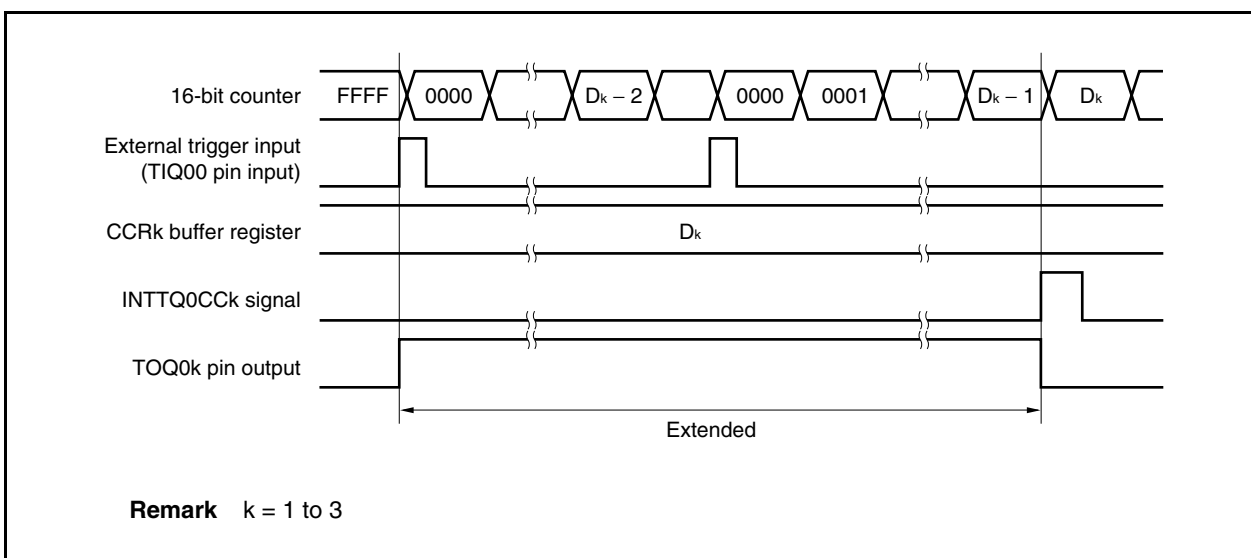 16-bit counter FFFF 0000 Dk − 2 0000 0001 Dk − 1 Dk
External trigger input
(TIQ00 pin input)
CCRk buffer register Dk
INTTQ0CCk signal
TOQ0k pin output
Extended
Remark k = 1 to 3